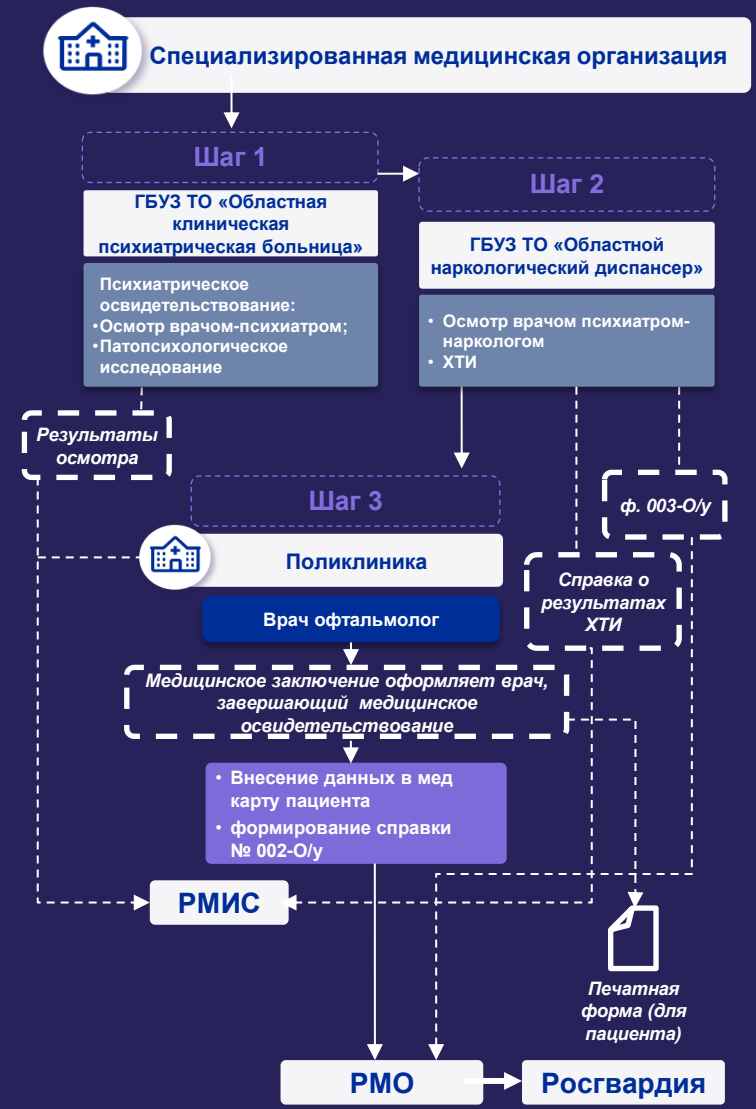 Специализированная медицинская организация
Шаг 1
ГБУЗ ТО «Областная
клиническая
психиатрическая больница»
Психиатрическое
освидетельствование:
•Осмотр врачом-психиатром;
•Патопсихологическое
исследование
Шаг 2
ГБУЗ ТО «Областной
наркологический диспансер»
• Осмотр врачом психиатром-
наркологом
• ХТИ
Результаты
осмотра
ф. 003-О/у
Справка о
результатах
ХТИ
Шаг 3
Поликлиника
Врач офтальмолог
Медицинское заключение оформляет врач,
завершающий медицинское
освидетельствование
• Внесение данных в мед
карту пациента
• формирование справки
№ 002-О/у
РМИС
Печатная
форма (для
пациента)
РМО
Росгвардия